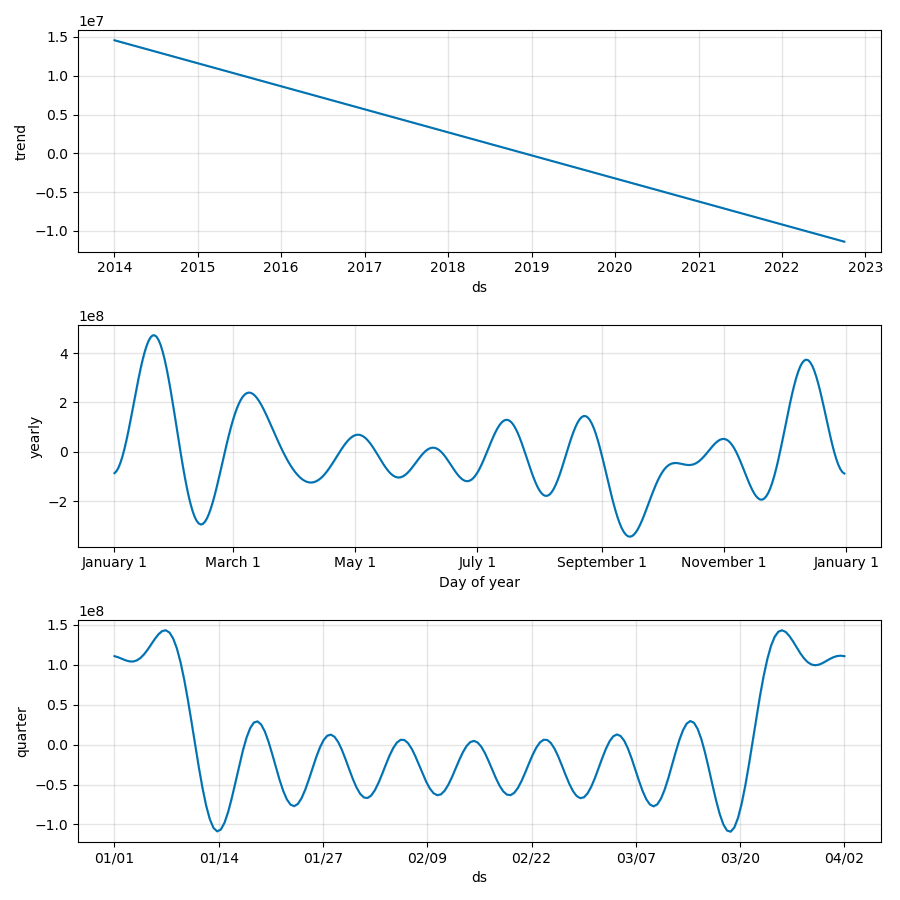 1e7
1.5
1.0
0.5
0.0
−0.5
−1.0
trend
2014 2015 2016 2017 2018 2019 2020 2021 2022 2023
ds
1e8
4
2
0
−2
yearly
January 1 March 1 May 1 July 1 September 1 November 1 January 1
Day of year
1e8
1.5
1.0
0.5
0.0
−0.5
−1.0
quarter
01/01 01/14 01/27 02/09 02/22 03/07 03/20 04/02
ds